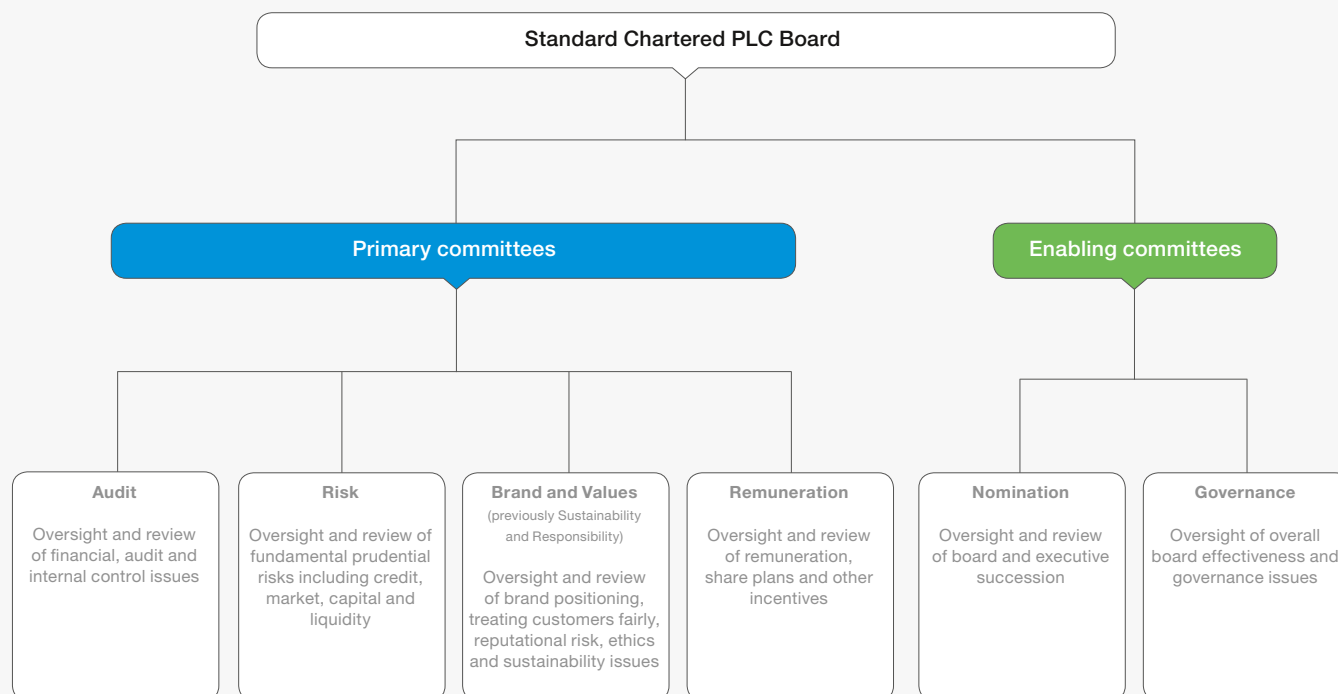 Standard Chartered PLC Board
Primary committees
Enabling committees
Audit
Oversight and review
of financial, audit and
internal control issues
Risk
Oversight and review of
fundamental prudential
risks including credit,
market, capital and
liquidity
Brand and Values
(previously Sustainability
and Responsibility)
Oversight and review
of brand positioning,
treating customers fairly,
reputational risk, ethics
and sustainability issues
Remuneration
Oversight and review
of remuneration,
share plans and other
incentives
Nomination
Oversight and review
of board and executive
succession
Governance
Oversight of overall
board effectiveness and
governance issues